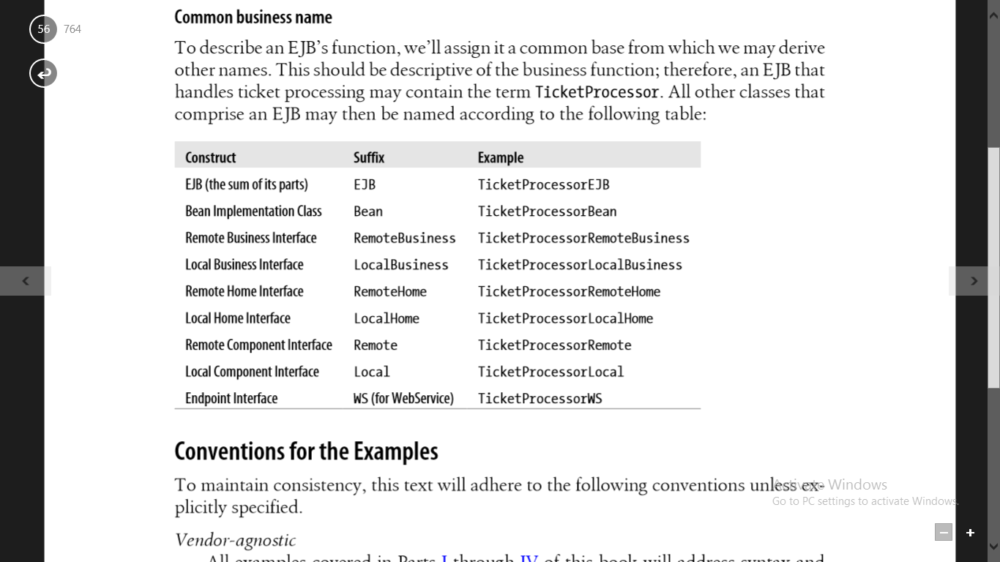 56 764
Common business name
To describe an EJB's function, we'll assign it a common base from which we may derive
other names. This should be descriptive of the business function; therefore, an EJB that
handles ticket processing may contain the term TicketProcessor. All other classes that
comprise an EJB may then be named according to the following table:
Construct Suffix Example
EJB (the sum of its parts) EJB TicketProcessorEJB
Bean Implementation Class Bean TicketProcessorBean
Remote Business Interface RemoteBusiness TicketProcessorRemoteBusiness
Local Business Interface LocalBusiness TicketProcessorLocalBusiness
Remote Home Interface RemoteHome TicketProcessorRemoteHome
Local Home Interface LocalHome TicketProcessorLocalHome
Remote Component Interface Remote TicketProcessorRemote
Local Component Interface Local TicketProcessorLocal
Endpoint Interface WS (for WebService) TicketProcessorWS
Conventions for the Examples
To maintain consistency, this text will adhere to the following conventions unless ex-
plicitly specified.
Activate Windows
Go to PC settings to activate Windows.
Vendor-agnostic
All examples covered in Parts I through IV of this book will address syntax and